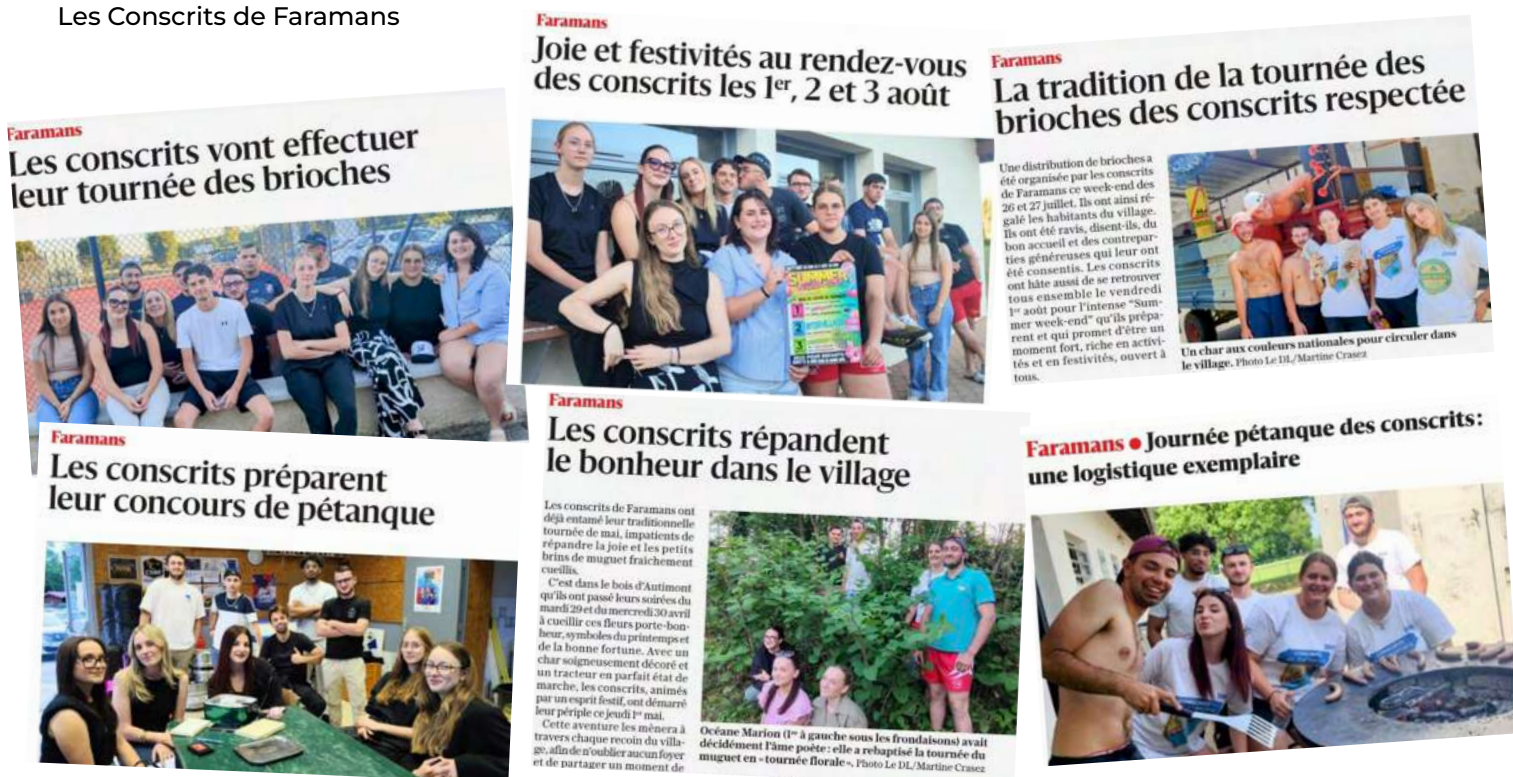 Les Conscrits de Faramans
Faramans
Les conscrits vont effectuer
leur tournée des brioches
Faramans
Joie et festivités au rendez-vous
des conscrits les 1er, 2 et 3 août
SUMMER
1
2
3
Faramans
La tradition de la tournée des
brioches des conscrits respectée
Une distribution de brioches a
été organisée par les conscrits
de Faramans ce week-end des
26 et 27 juillet. Ils ont ainsi ré-
galé les habitants du village.
Ils ont été ravis, disent-ils, du
bon accueil et des contrepar-
ties généreuses qui leur ont
été consentis. Les conscrits
ont hâte aussi de se retrouver
tous ensemble le vendredi
1er août pour l'intense "Sum-
mer week-end" qu'ils prépa-
rent et qui promet d'être un
moment fort, riche en activi-
tés et en festivités, ouvert à
tous.
Un char aux couleurs nationales pour circuler dans
le village. Photo Le DL/Martine Crasez
Faramans
Les conscrits préparent
leur concours de pétanque
Faramans
Les conscrits répandent
le bonheur dans le village
Les conscrits de Faramans ont
déjà entamé leur traditionnelle
tournée de mai, impatients de
répandre la joie et les petits
brins de muguet fraichement
cueillis.
C'est dans le bois d'Antimont
qu'ils ont passé leurs soirées du
mardi 29 et du mercredi 30 avril
à cueillir ces fleurs porte-bon-
heur, symboles du printemps et
de la bonne fortune. Avec un
char soigneusement décoré et
un tracteur en parfait état de
marche, les conscrits, animés
par un esprit festif, ont démarré
leur périple ce jeudi 1er mai.
Cette aventure les mènera à
travers chaque recoin du villa-
ge, afin de n'oublier aucun foyer
et de partager un moment de
Océane Marion (1re à gauche sous les frondaisons) avait
décidément l'âme poète : elle a rebaptisé la tournée du
muguet en « tournée florale ». Photo Le DL/Martine Crasez
Faramans • Journée pétanque des conscrits :
une logistique exemplaire